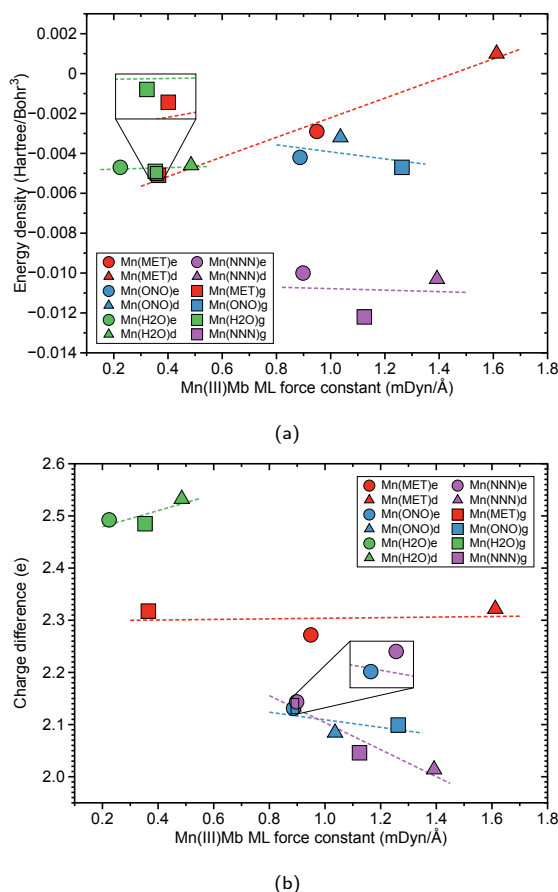 0.002
0
−0.002
−0.004
−0.006
−0.008
−0.010
−0.012
−0.014
Energy density (Hartree/Bohr³)
Mn(MET)e Mn(NNN)e
Mn(MET)d Mn(NNN)d
Mn(ONO)e Mn(MET)g
Mn(ONO)d Mn(ONO)g
Mn(H2O)e Mn(H2O)g
Mn(H2O)d Mn(NNN)g
0.2 0.4 0.6 0.8 1.0 1.2 1.4 1.6 1.8
Mn(III)Mb ML force constant (mDyn/Å)
(a)
2.6
2.5
2.4
2.3
2.2
2.1
2.0
Charge difference (e)
Mn(MET)e Mn(NNN)e
Mn(MET)d Mn(NNN)d
Mn(ONO)e Mn(MET)g
Mn(ONO)d Mn(ONO)g
Mn(H2O)e Mn(H2O)g
Mn(H2O)d Mn(NNN)g
0.2 0.4 0.6 0.8 1.0 1.2 1.4 1.6 1.8
Mn(III)Mb ML force constant (mDyn/Å)
(b)